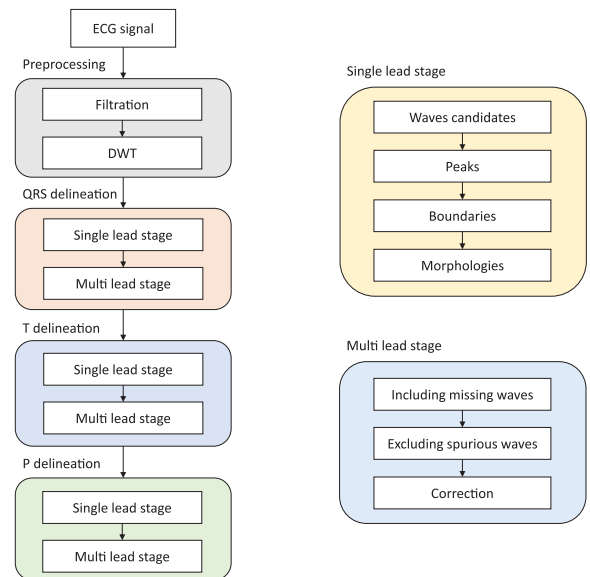 ECG signal
Preprocessing
Filtration
DWT
QRS delineation
Single lead stage
Multi lead stage
T delineation
Single lead stage
Multi lead stage
P delineation
Single lead stage
Multi lead stage
Single lead stage
Waves candidates
Peaks
Boundaries
Morphologies
Multi lead stage
Including missing waves
Excluding spurious waves
Correction